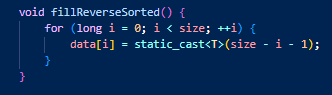 void fillReverseSorted() {
    for (long i = 0; i < size; ++i) {
        data[i] = static_cast<T>(size - i - 1);
    }
}